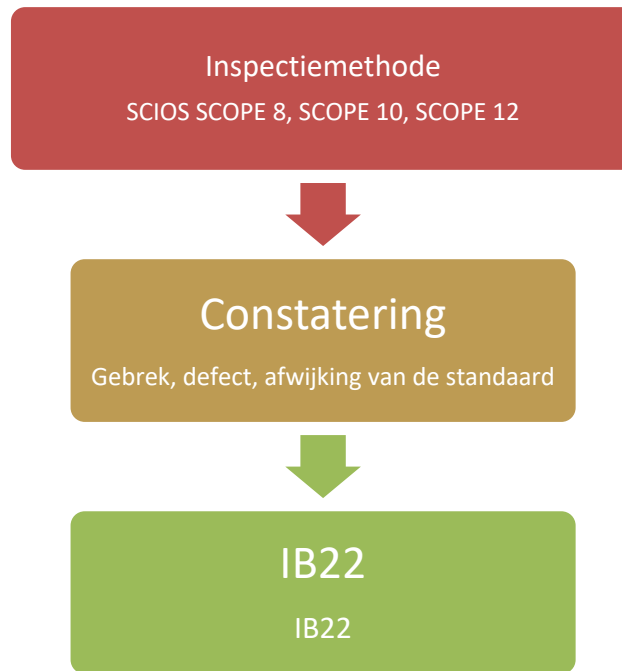 Inspectiemethode
SCIOS SCOPE 8, SCOPE 10, SCOPE 12
Constatering
Gebrek, defect, afwijking van de standaard
IB22
IB22